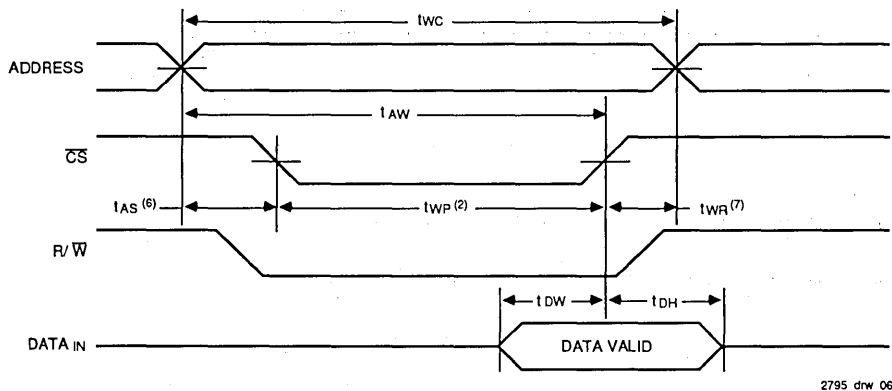 tWC
ADDRESS
tAW
CS
tAS (6)
tWP (2)
tWR (7)
R/W
tDW
tDH
DATA IN
DATA VALID
2795 drw 06